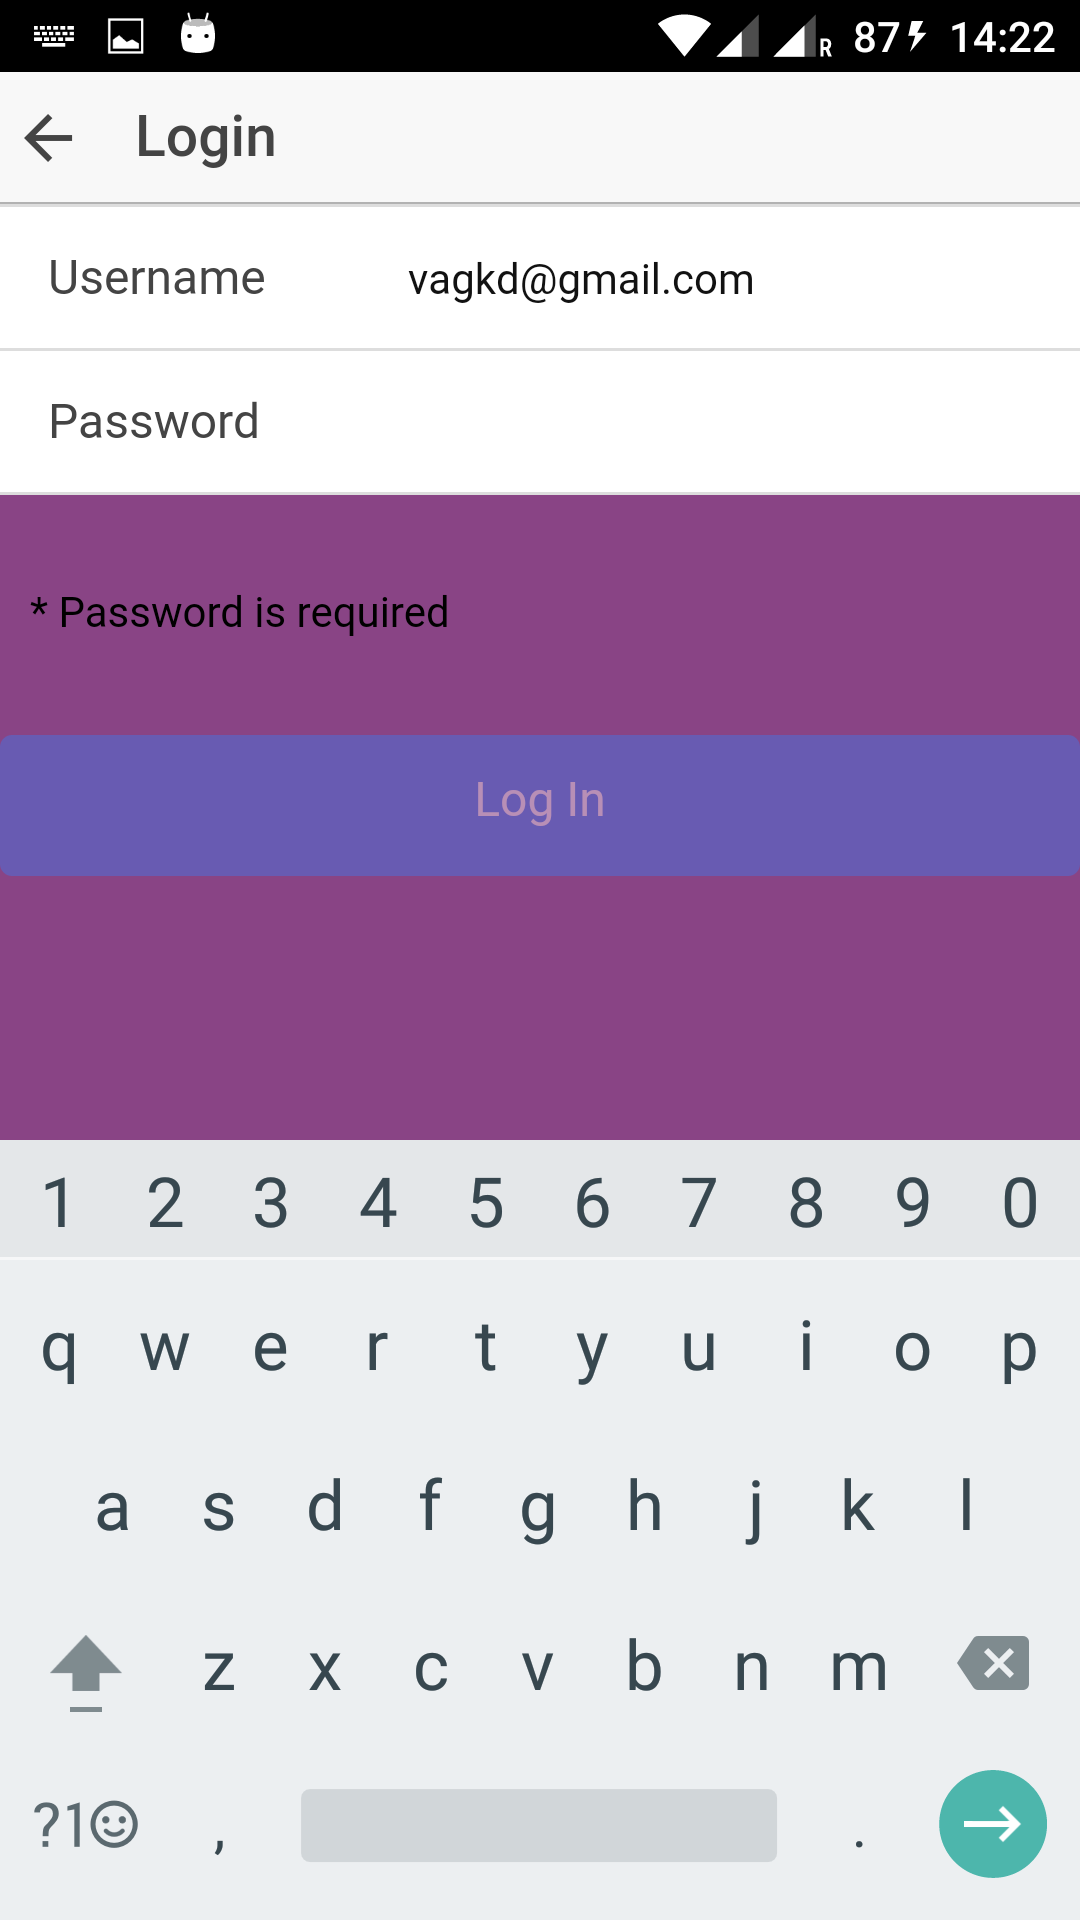 R 87 14:22
Login
Username vagkd@gmail.com
Password
* Password is required
Log In
1 2 3 4 5 6 7 8 9 0
q w e r t y u i o p
a s d f g h j k l
z x c v b n m
?1☺ , .